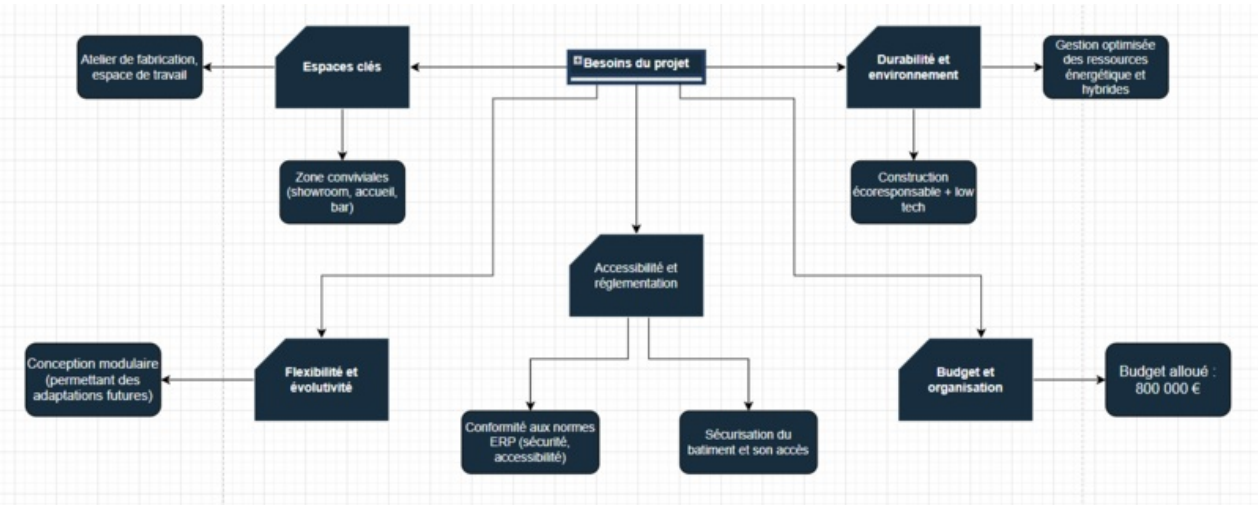 Besoins du projet
Espaces clés
Atelier de fabrication,
espace de travail
Zone conviviales
(showroom, accueil,
bar)
Durabilité et
environnement
Gestion optimisée
des ressources
énergétique et
hybrides
Construction
écoresponsable + low
tech
Accessibilité et
réglementation
Conformité aux normes
ERP (sécurité,
accessibilité)
Sécurisation du
batiment et son accès
Flexibilité et
évolutivité
Conception modulaire
(permettant des
adaptations futures)
Budget et
organisation
Budget alloué :
800 000 €